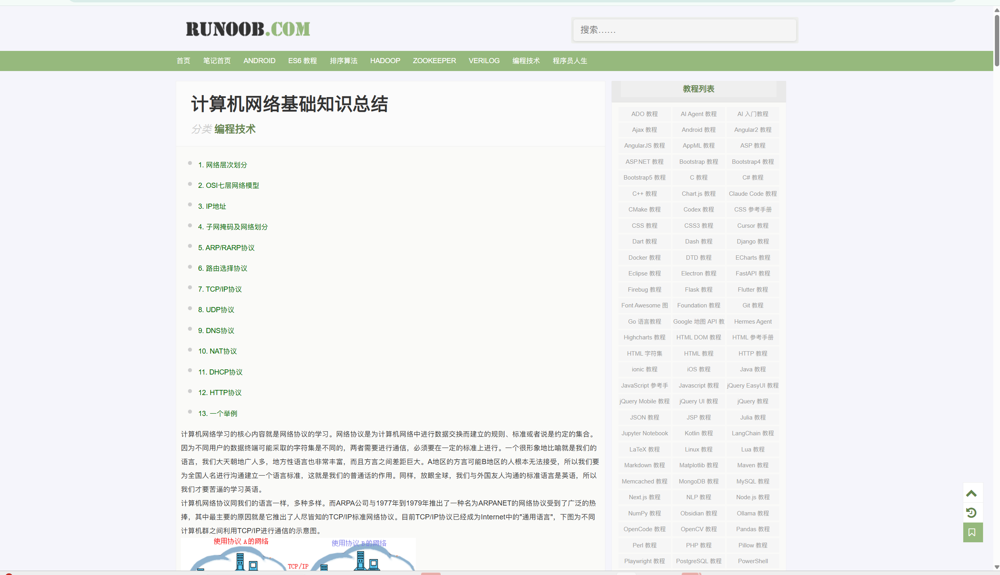 RUNOOB.COM
搜索……
首页 笔记首页 ANDROID ES6 教程 排序算法 HADOOP ZOOKEEPER VERILOG 编程技术 程序员人生
计算机网络基础知识总结
分类 编程技术
1. 网络层次划分
2. OSI七层网络模型
3. IP地址
4. 子网掩码及网络划分
5. ARP/RARP协议
6. 路由选择协议
7. TCP/IP协议
8. UDP协议
9. DNS协议
10. NAT协议
11. DHCP协议
12. HTTP协议
13. 一个举例
计算机网络学习的核心内容就是网络协议的学习。网络协议是为计算机网络中进行数据交换而建立的规则、标准或者说是约定的集合。
因为不同用户的数据终端可能采取的字符集是不同的，两者需要进行通信，必须要在一定的标准上进行。一个很形象地比喻就是我们的
语言，我们大天朝地广人多，地方性语言也非常丰富，而且方言之间差距巨大。A地区的方言可能B地区的人根本无法接受，所以我们要
为全国人名进行沟通建立一个语言标准，这就是我们的普通话的作用。同样，放眼全球，我们与外国友人沟通的标准语言是英语，所以
我们才要苦逼的学习英语。
计算机网络协议同我们的语言一样，多种多样。而ARPA公司与1977年到1979年推出了一种名为ARPANET的网络协议受到了广泛的热
捧，其中最主要的原因就是它推出了人尽皆知的TCP/IP标准网络协议。目前TCP/IP协议已经成为Internet中的"通用语言"，下图为不同
计算机群之间利用TCP/IP进行通信的示意图。
使用协议 A 的网络 使用协议 B 的网络
TCP/IP
教程列表
ADO 教程 AI Agent 教程 AI 入门教程
Ajax 教程 Android 教程 Angular2 教程
AngularJS 教程 AppML 教程 ASP 教程
ASP.NET 教程 Bootstrap 教程 Bootstrap4 教程
Bootstrap5 教程 C 教程 C# 教程
C++ 教程 Chart.js 教程 Claude Code 教程
CMake 教程 Codex 教程 CSS 参考手册
CSS 教程 CSS3 教程 Cursor 教程
Dart 教程 Dash 教程 Django 教程
Docker 教程 DTD 教程 ECharts 教程
Eclipse 教程 Electron 教程 FastAPI 教程
Firebug 教程 Flask 教程 Flutter 教程
Font Awesome 图 Foundation 教程 Git 教程
Go 语言教程 Google 地图 API 教 Hermes Agent
Highcharts 教程 HTML DOM 教程 HTML 参考手册
HTML 字符集 HTML 教程 HTTP 教程
ionic 教程 iOS 教程 Java 教程
JavaScript 参考手 Javascript 教程 jQuery EasyUI 教程
jQuery Mobile 教程 jQuery UI 教程 jQuery 教程
JSON 教程 JSP 教程 Julia 教程
Jupyter Notebook Kotlin 教程 LangChain 教程
LaTeX 教程 Linux 教程 Lua 教程
Markdown 教程 Matplotlib 教程 Maven 教程
Memcached 教程 MongoDB 教程 MySQL 教程
Next.js 教程 NLP 教程 Node.js 教程
NumPy 教程 Obsidian 教程 Ollama 教程
OpenCode 教程 OpenCV 教程 Pandas 教程
Perl 教程 PHP 教程 Pillow 教程
Playwright 教程 PostgreSQL 教程 PowerShell